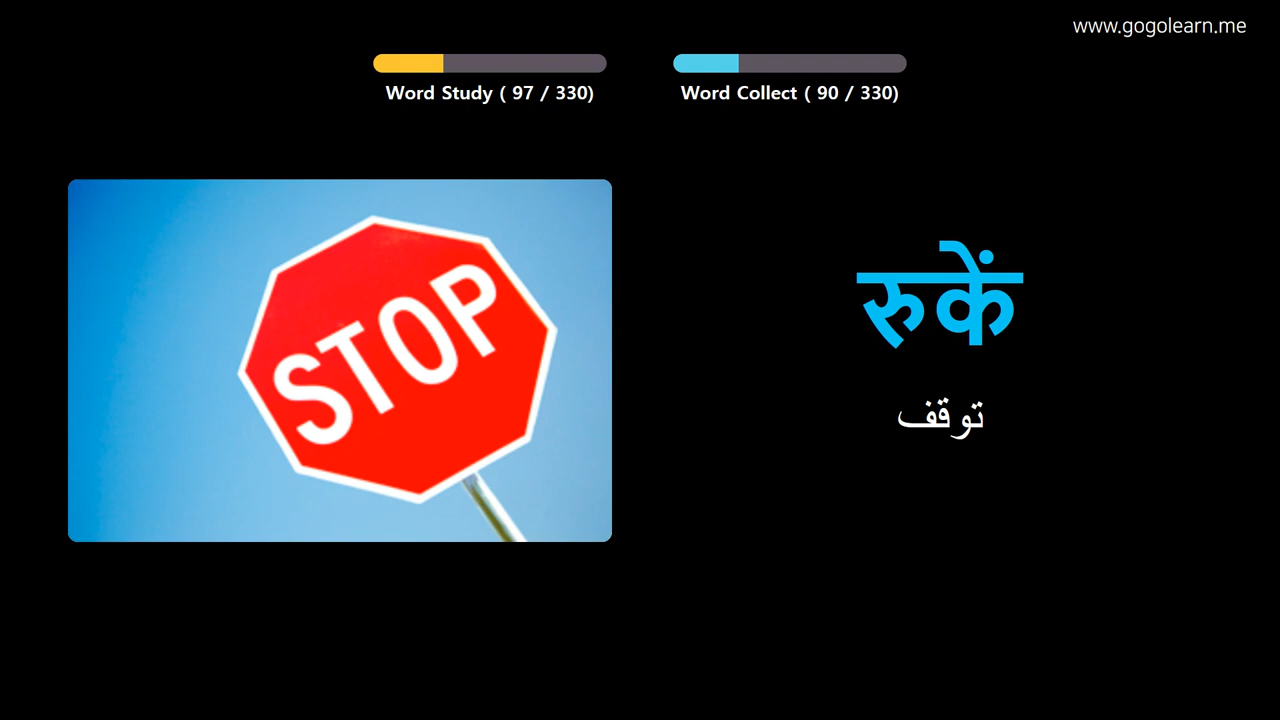 www.gogolearn.me
Word Study ( 97 / 330)
Word Collect ( 90 / 330)
STOP
रुकें
توقف